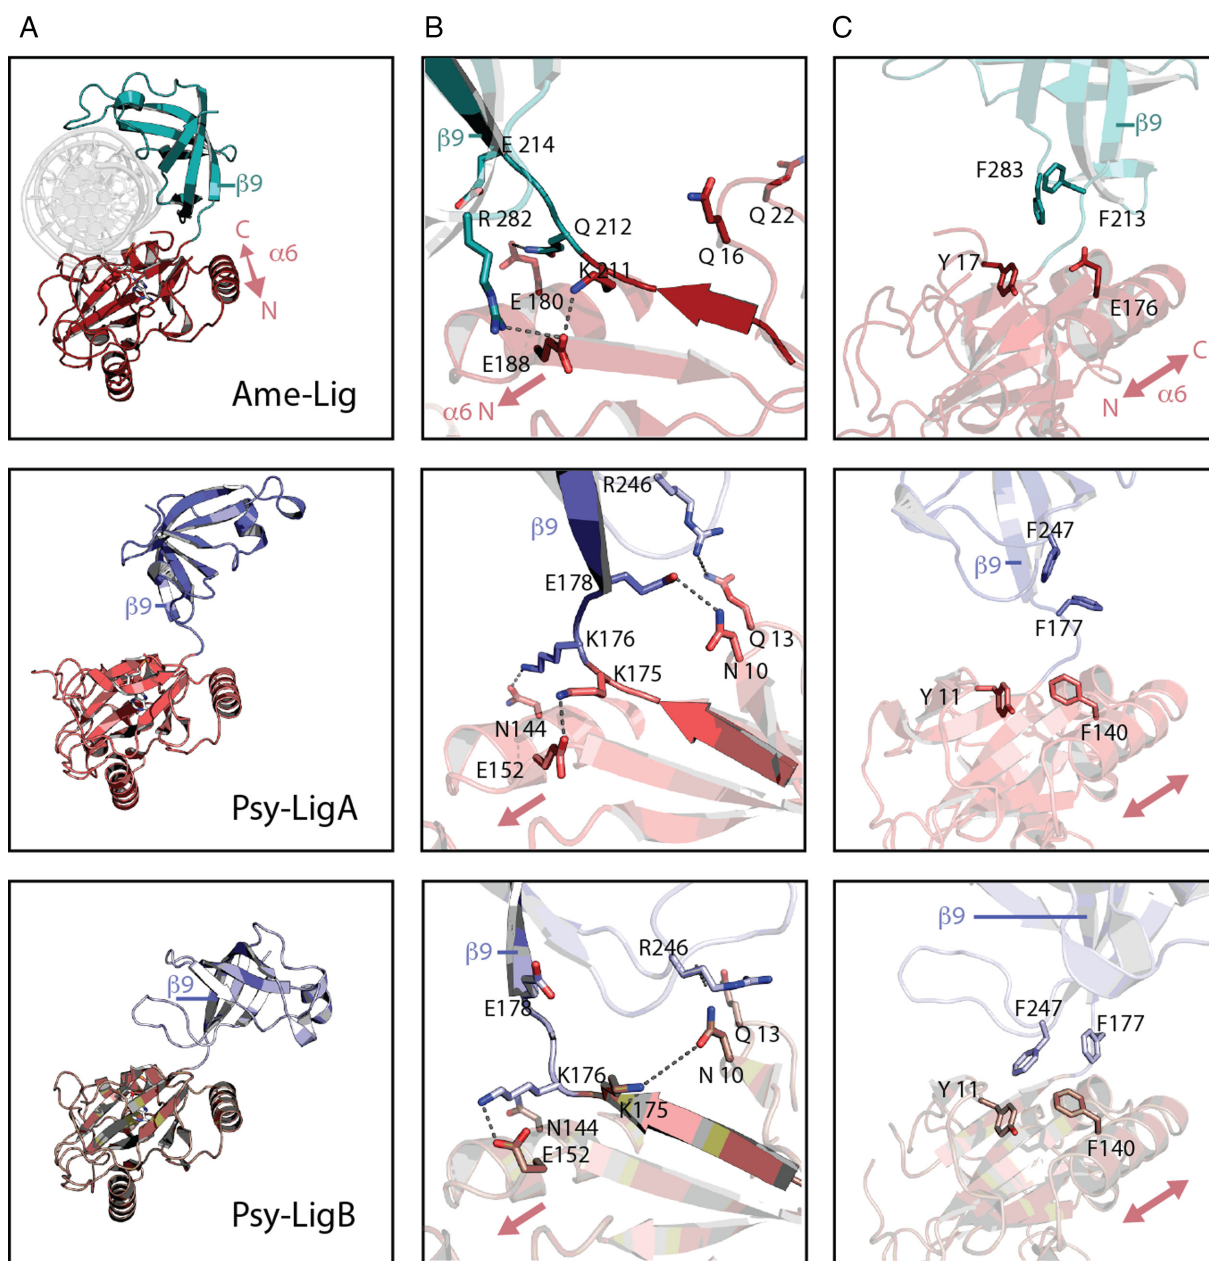 A B C
β9
C
α6
N
Ame-Lig
β9
E 214
R 282
Q 212
K 211
Q 22
Q 16
E 180
E188
α6 N
β9
F283
F213
Y 17
E176
C
N
α6
β9
Psy-LigA
R246
β9
E178
K176
Q 13
N 10
K175
N144
E152
F247
β9
F177
Y 11
F140
β9
Psy-LigB
R246
β9
E178
Q 13
K176
N 10
K175
N144
E152
β9
F247
F177
Y 11
F140